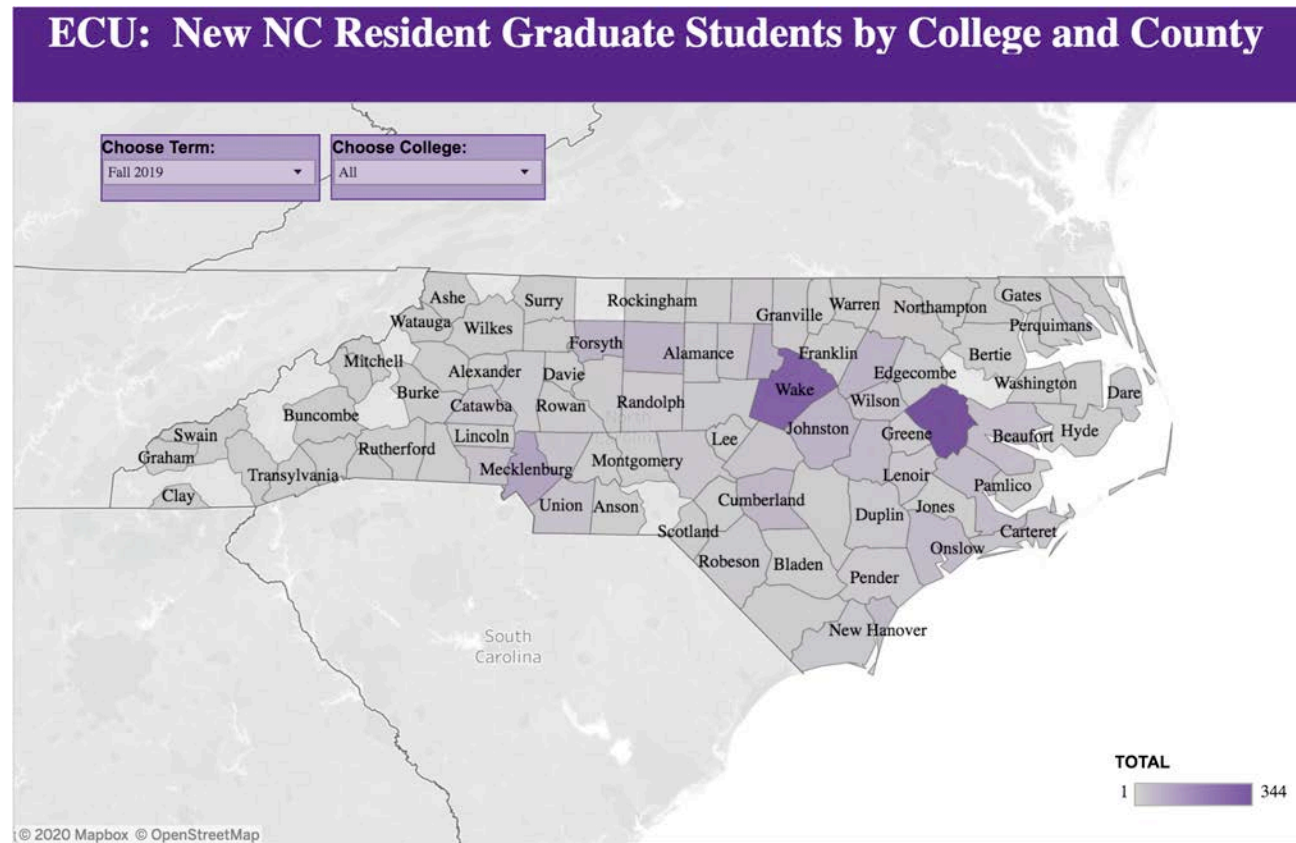 ECU: New NC Resident Graduate Students by College and County
Choose Term:
Fall 2019
Choose College:
All
Ashe
Surry
Rockingham
Granville
Warren
Northampton
Gates
Watauga
Wilkes
Perquimans
Forsyth
Alamance
Franklin
Bertie
Mitchell
Alexander
Davie
Edgecombe
Washington
Burke
Catawba
Rowan
Randolph
Wake
Wilson
Dare
Buncombe
North
Carolina
Johnston
Greene
Beaufort
Hyde
Swain
Lincoln
Lee
Graham
Rutherford
Mecklenburg
Montgomery
Transylvania
Lenoir
Pamlico
Clay
Union
Anson
Cumberland
Duplin
Jones
Scotland
Carteret
Onslow
Robeson
Bladen
Pender
New Hanover
South
Carolina
TOTAL
1
344
© 2020 Mapbox © OpenStreetMap